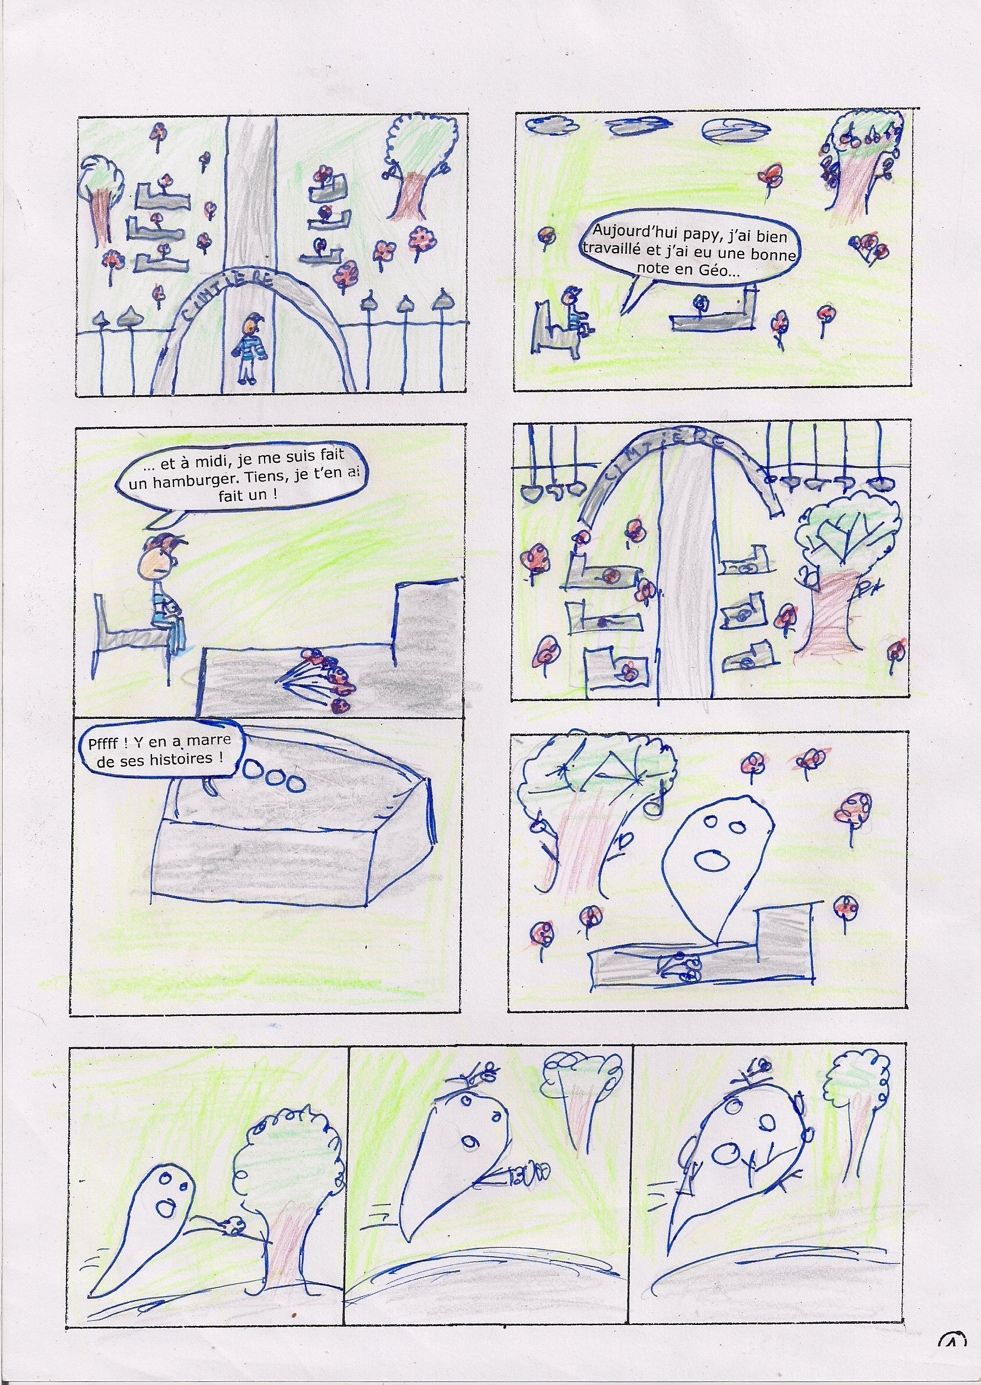 CIMTIÈRE
Aujourd'hui papy, j'ai bien
travaillé et j'ai eu une bonne
note en Géo...
... et à midi, je me suis fait
un hamburger. Tiens, je t'en ai
fait un !
CIMTIÈRE
Pffff ! Y en a marre
de ses histoires !